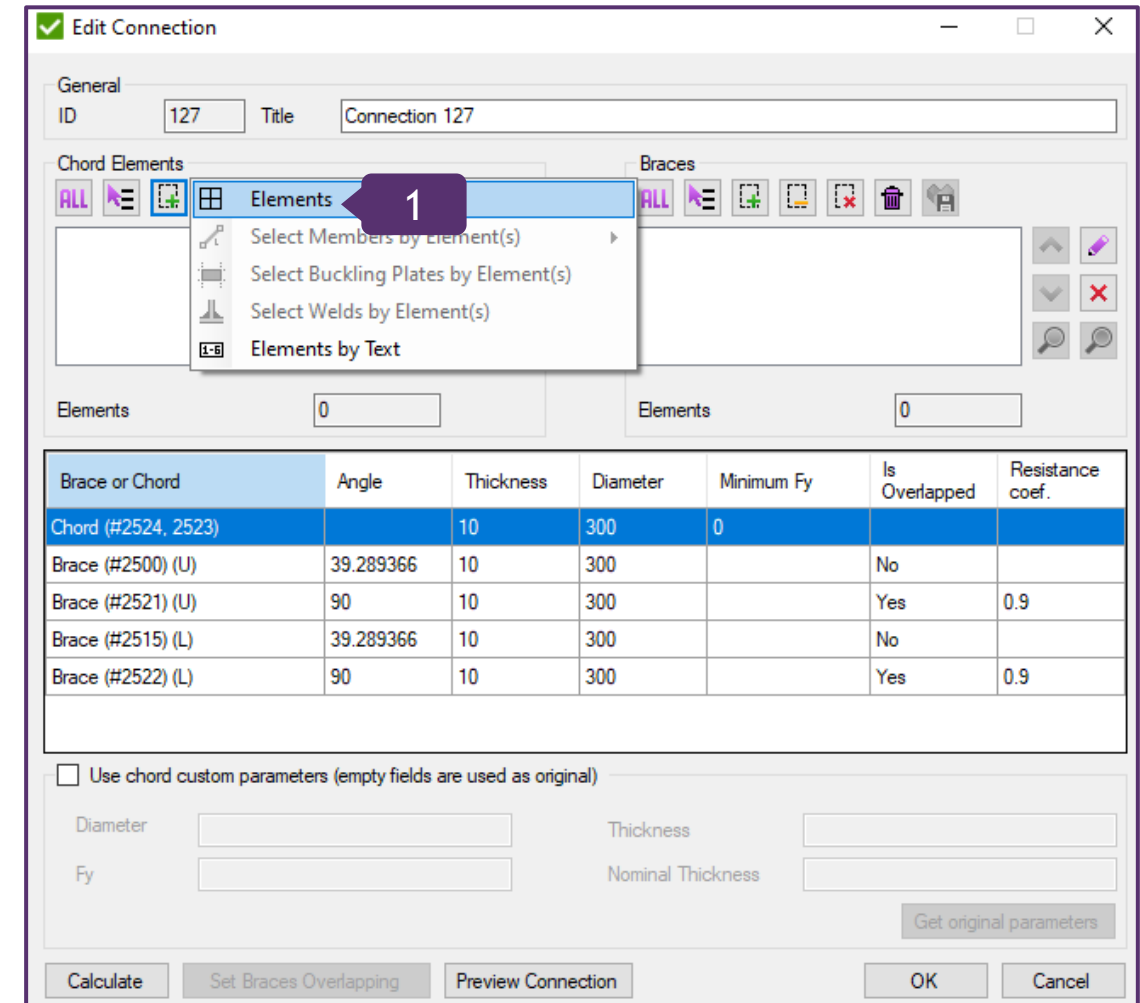 Edit Connection
General
ID 127 Title Connection 127
Chord Elements
Braces
ALL
Elements
1
ALL
Select Members by Element(s)
Select Buckling Plates by Element(s)
Select Welds by Element(s)
1-6 Elements by Text
Elements 0 Elements 0
Brace or Chord Angle Thickness Diameter Minimum Fy Is Overlapped Resistance coef.
Chord (#2524, 2523) 10 300 0
Brace (#2500) (U) 39.289366 10 300 No
Brace (#2521) (U) 90 10 300 Yes 0.9
Brace (#2515) (L) 39.289366 10 300 No
Brace (#2522) (L) 90 10 300 Yes 0.9
Use chord custom parameters (empty fields are used as original)
Diameter Thickness
Fy Nominal Thickness
Get original parameters
Calculate Set Braces Overlapping Preview Connection OK Cancel